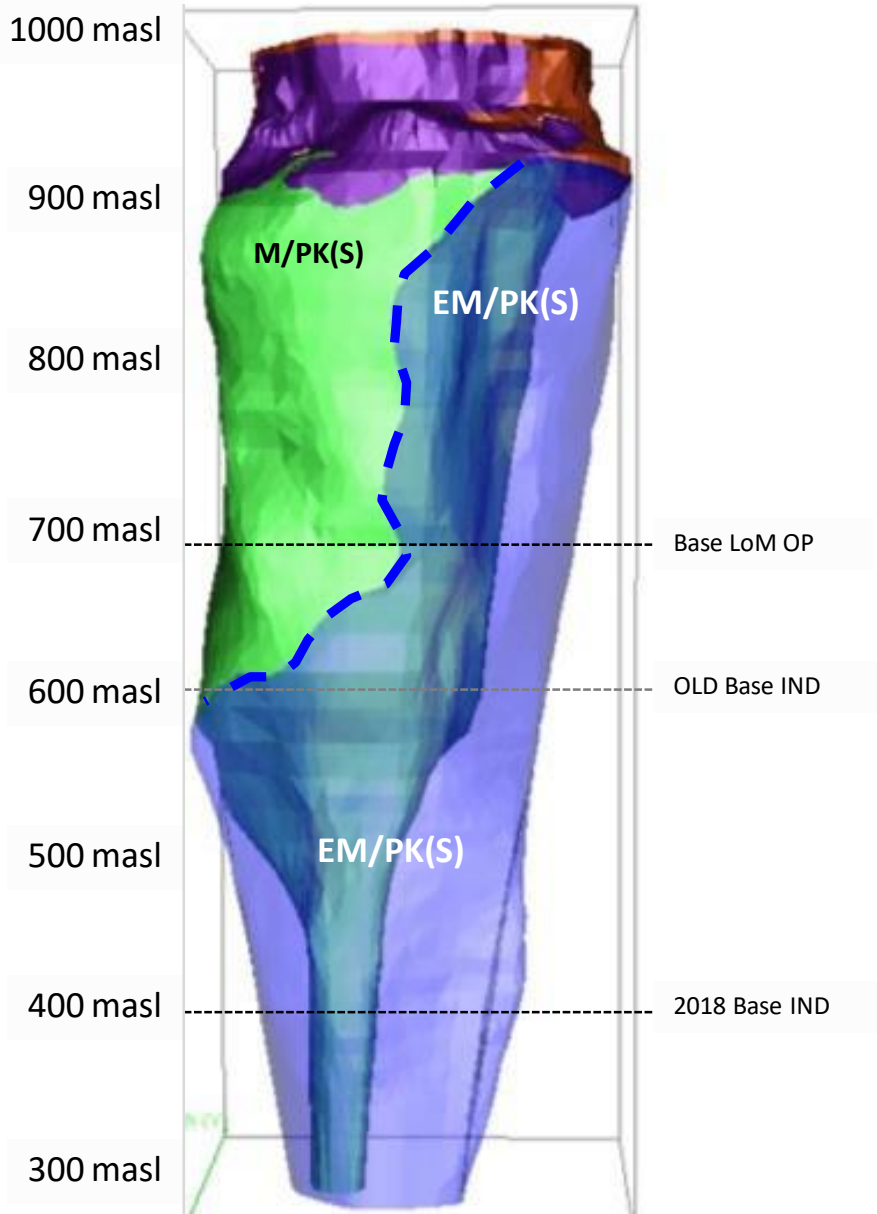 1000 masl
900 masl
M/PK(S)
EM/PK(S)
800 masl
700 masl
Base LoM OP
600 masl
OLD Base IND
500 masl
EM/PK(S)
400 masl
2018 Base IND
300 masl